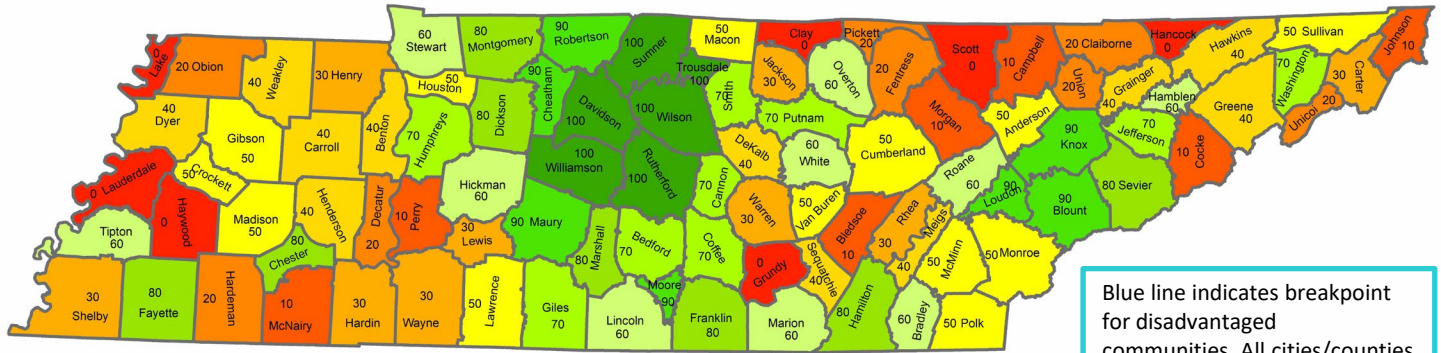 0 Lake
20 Obion
40 Weakley
30 Henry
60 Stewart
80 Montgomery
90 Robertson
100 Sumner
50 Macon
Clay 0
Pickett 20
Scott 0
10 Campbell
20 Claiborne
Hancock 0
Hawkins 40
50 Sullivan
Johnson 10
50 Houston
90 Cheatham
Trousdale 100
70 Smith
Jackson 30
Overton 60
20 Fentress
Union 20
Grainger 40
Hamblen 60
Greene 40
70 Washington
30 Carter
Unicoi 20
40 Dyer
Gibson 50
40 Carroll
40 Benton
70 Humphreys
80 Dickson
Davidson 100
100 Wilson
70 Putnam
Morgan 10
50 Anderson
90 Knox
70 Jefferson
10 Cocke
0 Lauderdale
50 Crockett
Hickman 60
100 Williamson
Rutherford 100
70 Cannon
DeKalb 40
60 White
50 Cumberland
Roane 60
90 Loudon
90 Blount
80 Sevier
Tipton 60
0 Haywood
Madison 50
80 Chester
Henderson 40
Decatur 20
10 Perry
30 Lewis
90 Maury
80 Marshall
Bedford 70
Coffee 70
Warren 30
50 Van Buren
Bledsoe 10
Rhea 30
Meigs 40
50 McMinn
50 Monroe
30 Shelby
80 Fayette
20 Hardeman
10 McNairy
30 Hardin
30 Wayne
50 Lawrence
Giles 70
Lincoln 60
Moore 90
Franklin 80
0 Grundy
Sequatchie 40
Marion 60
80 Hamilton
60 Bradley
50 Polk
Blue line indicates breakpoint
for disadvantaged
communities. All cities/counties